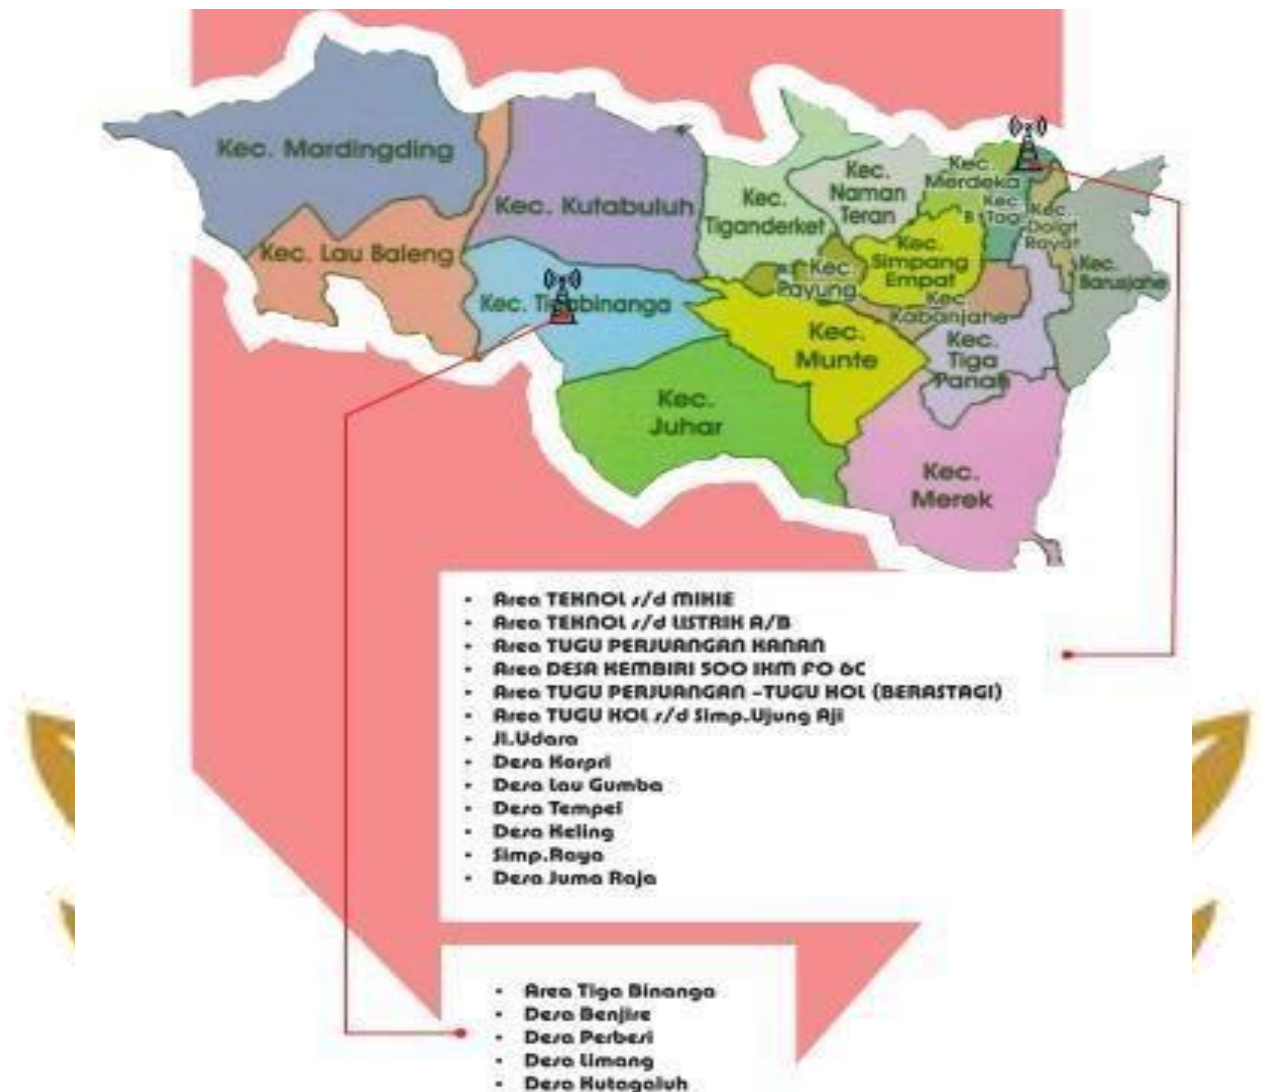 Kec. Mardingding
Kec. Kutabuluh
Kec. Lau Baleng
Kec. Tigabinanga
Kec.
Tiganderket
Kec.
Naman
Teran
Kec.
Merdeka
Kec.
Kec.
Rayat
Kec.
Barusjahe
Kec.
Simpang
Empat
Kec.
Payung
Kec.
Kabanjahe
Kec.
Munte
Kec.
Tiga
Panah
Kec.
Juhar
Kec.
Merek
• Area TEKNOL s/d MIKIE
• Area TEKNOL s/d LISTRIK A/B
• Area TUGU PERJUANGAN KANAN
• Area DESA KEMBIRI 500 IKM FO 6C
• Area TUGU PERJUANGAN -TUGU KOL (BERASTAGI)
• Area TUGU KOL s/d Simp.Ujung Aji
• Jl.Udara
• Desa Korpri
• Desa Lau Gumba
• Desa Tempel
• Desa Keling
• Simp.Raya
• Desa Juma Raja
• Area Tiga Binanga
• Desa Benjire
• Desa Perbesi
• Desa Limang
• Desa Kutagaluh